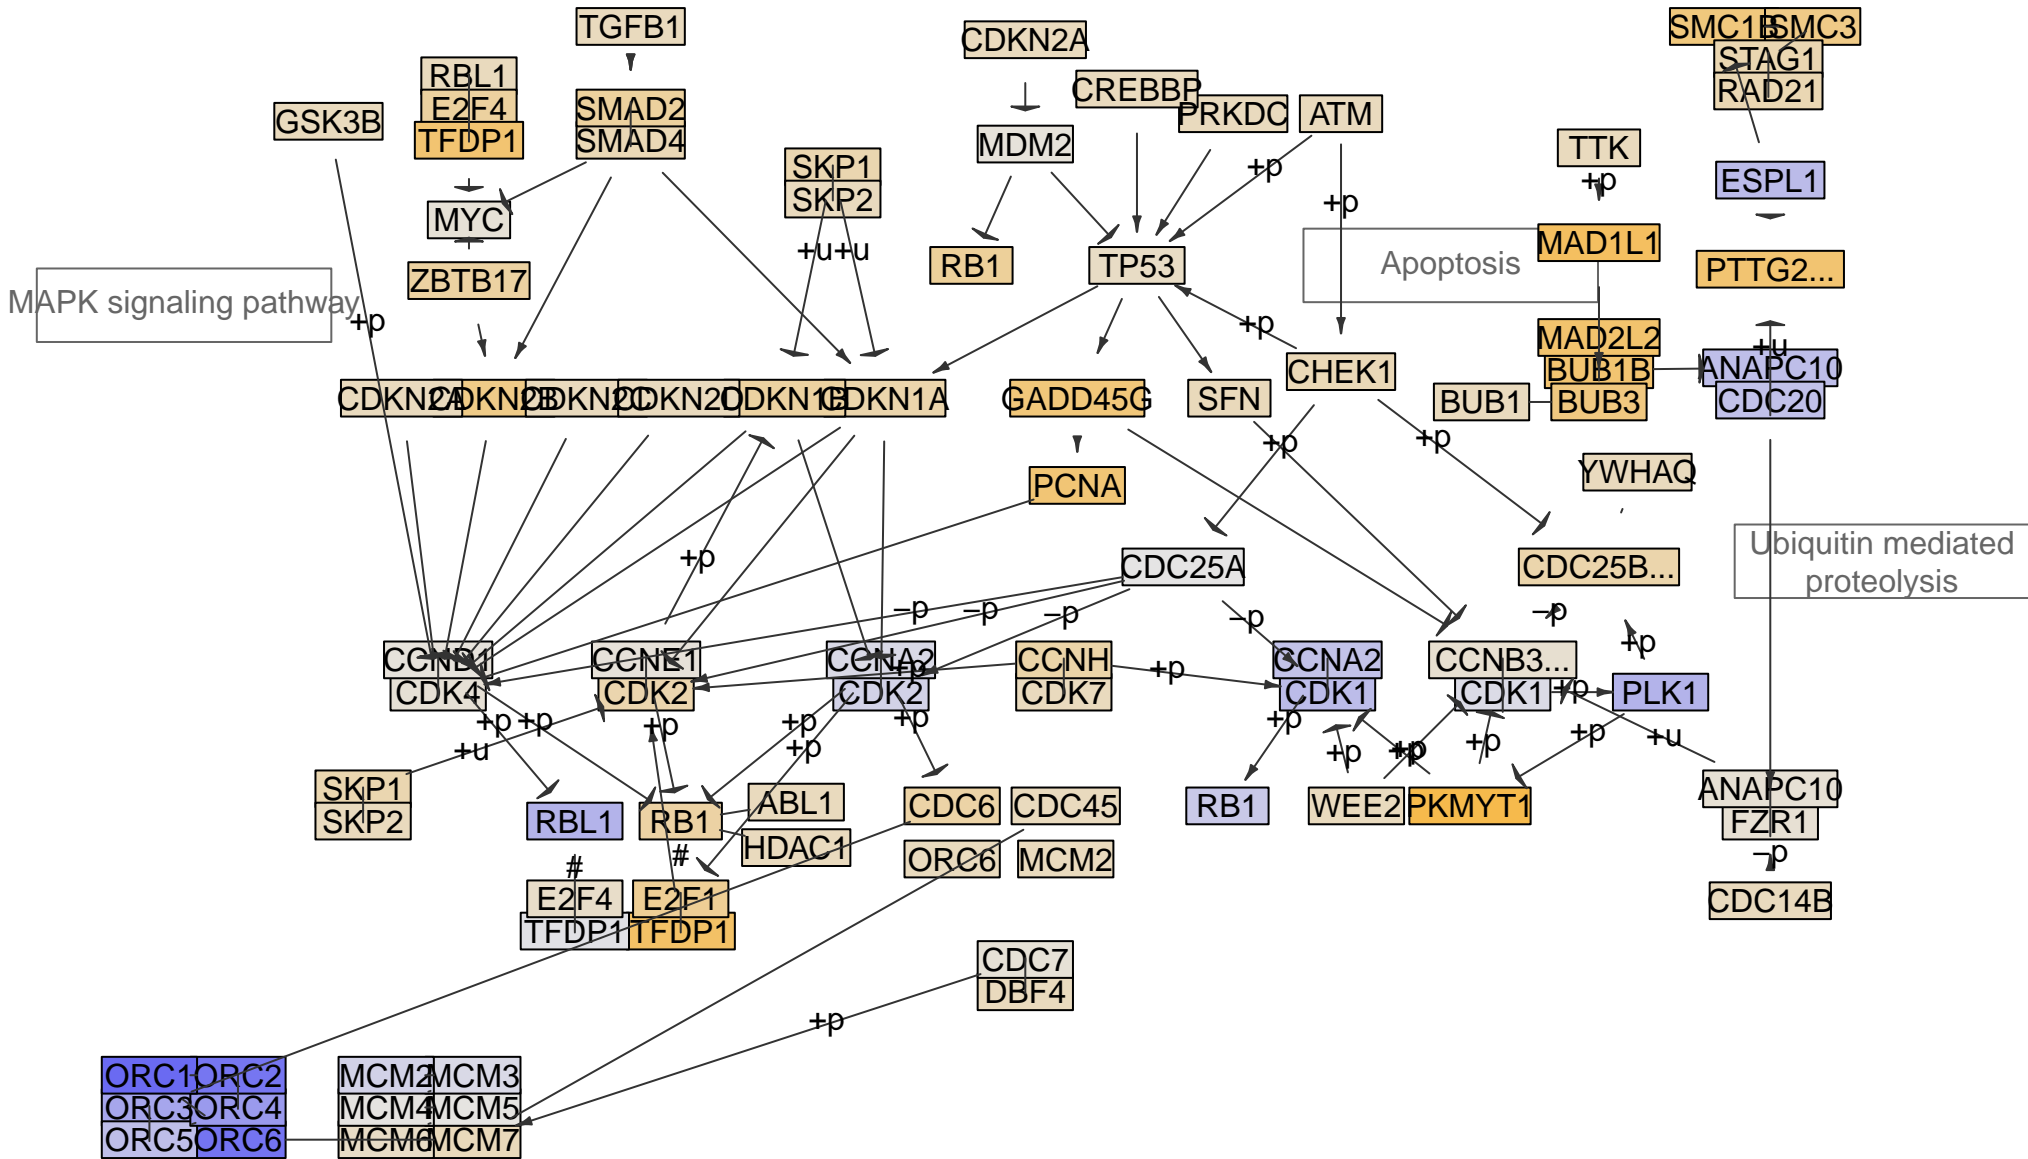 TGFB1
CDKN2A
SMC1B
SMC3
STAG1
RAD21
RBL1
E2F4
TFDP1
GSK3B
SMAD2
SMAD4
CREBBP
PRKDC
ATM
MDM2
TTK
+p
SKP1
SKP2
+p
+p
ESPL1
MYC
+u
+u
RB1
TP53
Apoptosis
MAD1L1
PTTG2...
ZBTB17
MAPK signaling pathway
+p
+p
MAD2L2
+u
CDKN2A
CDKN2B
CDKN2C
CDKN2D
CDKN1B
CDKN1A
GADD45G
SFN
CHEK1
BUB1
BUB1B
BUB3
ANAPC10
CDC20
+p
+p
PCNA
YWHAQ
+p
CDC25A
CDC25B...
Ubiquitin mediated
proteolysis
−p
−p
−p
−p
−p
+p
CCND1
CDK4
CCNE1
CDK2
CCNA2
CDK2
+p
CCNH
CDK7
+p
CCNA2
CDK1
CCNB3...
CDK1
+p
PLK1
+p
+p
+u
+p
+p
+p
+p
+p
+p
+p
+p
+p
+p
+u
SKP1
SKP2
RBL1
RB1
ABL1
HDAC1
CDC6
CDC45
ORC6
MCM2
RB1
WEE2
PKMYT1
ANAPC10
FZR1
−p
CDC14B
#
#
E2F4
TFDP1
E2F1
TFDP1
CDC7
DBF4
+p
ORC1
ORC2
MCM2
MCM3
ORC3
ORC4
MCM4
MCM5
ORC5
ORC6
MCM6
MCM7